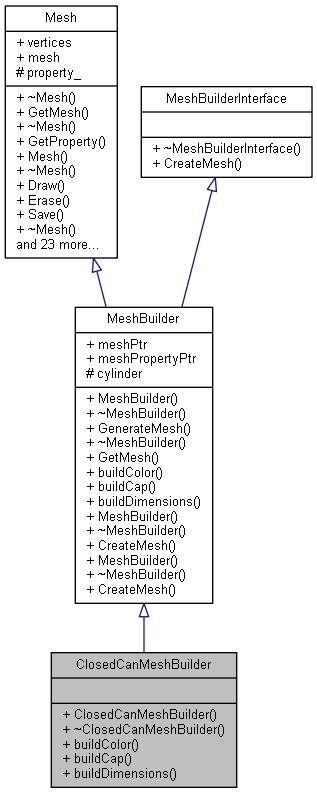 Mesh
+ vertices
+ mesh
# property_
+ ~Mesh()
+ GetMesh()
+ ~Mesh()
+ GetProperty()
+ Mesh()
+ ~Mesh()
+ Draw()
+ Erase()
+ Save()
+ ~Mesh()
and 23 more...
MeshBuilderInterface
+ ~MeshBuilderInterface()
+ CreateMesh()
MeshBuilder
+ meshPtr
+ meshPropertyPtr
# cylinder
+ MeshBuilder()
+ ~MeshBuilder()
+ GenerateMesh()
+ ~MeshBuilder()
+ GetMesh()
+ buildColor()
+ buildCap()
+ buildDimensions()
+ MeshBuilder()
+ ~MeshBuilder()
+ CreateMesh()
+ MeshBuilder()
+ ~MeshBuilder()
+ CreateMesh()
ClosedCanMeshBuilder
+ ClosedCanMeshBuilder()
+ ~ClosedCanMeshBuilder()
+ buildColor()
+ buildCap()
+ buildDimensions()